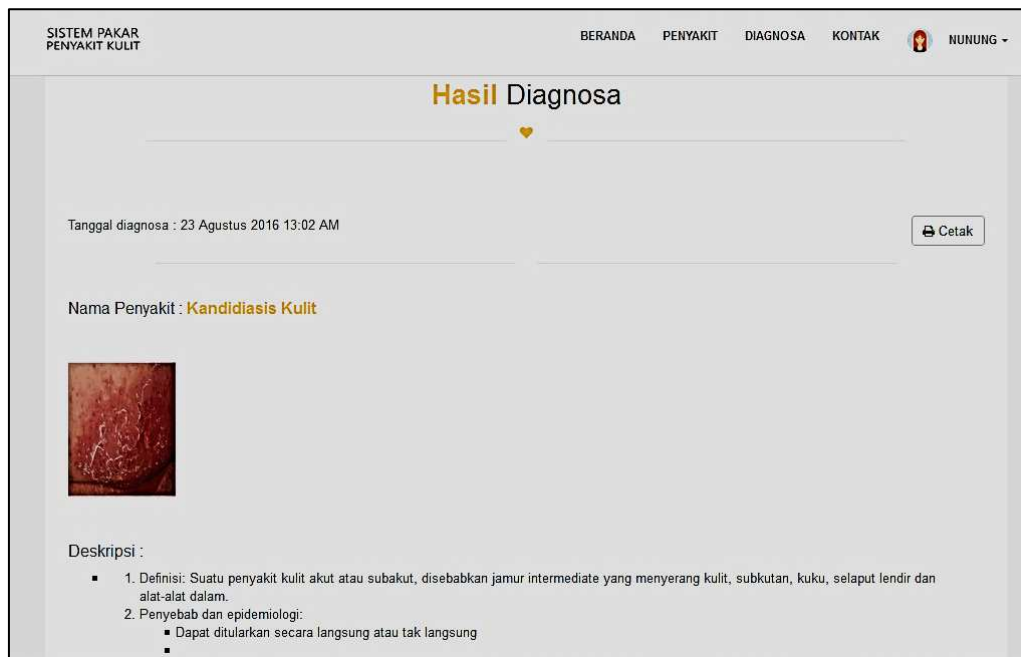 SISTEM PAKAR
PENYAKIT KULIT
BERANDA PENYAKIT DIAGNOSA KONTAK NUNUNG
Hasil Diagnosa
Tanggal diagnosa : 23 Agustus 2016 13:02 AM
Cetak
Nama Penyakit : Kandidiasis Kulit
Deskripsi :
1. Definisi: Suatu penyakit kulit akut atau subakut, disebabkan jamur intermediate yang menyerang kulit, subkutan, kuku, selaput lendir dan
alat-alat dalam.
2. Penyebab dan epidemiologi:
Dapat ditularkan secara langsung atau tak langsung